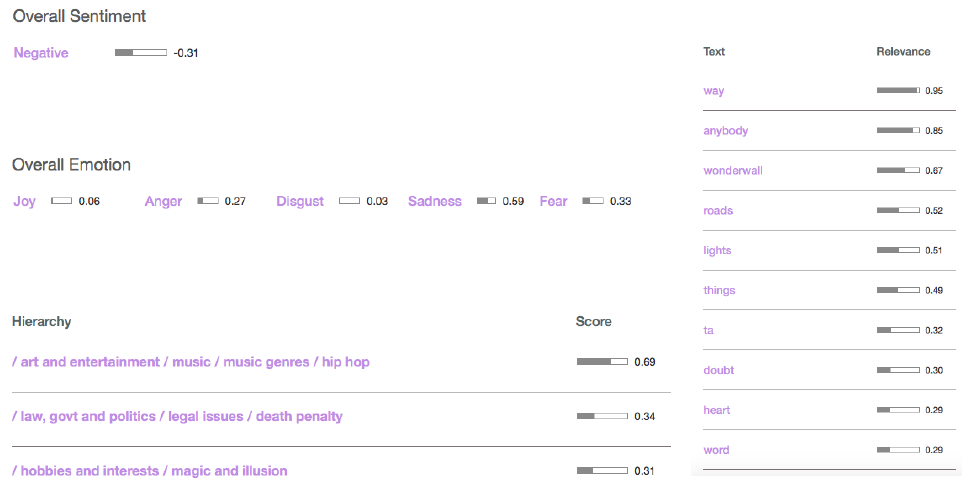 Overall Sentiment
Negative -0.31
Overall Emotion
Joy 0.06 Anger 0.27 Disgust 0.03 Sadness 0.59 Fear 0.33
Hierarchy Score
/ art and entertainment / music / music genres / hip hop 0.69
/ law, govt and politics / legal issues / death penalty 0.34
/ hobbies and interests / magic and illusion 0.31
Text Relevance
way 0.95
anybody 0.85
wonderwall 0.67
roads 0.52
lights 0.51
things 0.49
ta 0.32
doubt 0.30
heart 0.29
word 0.29